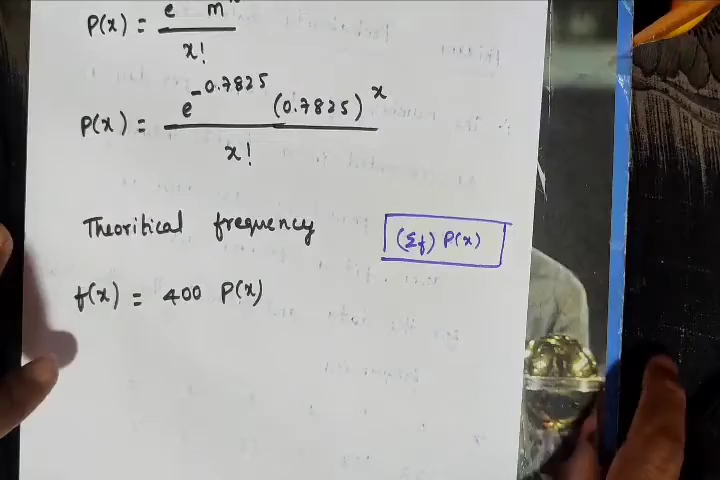 P(x) = e m
x!
P(x) = e^-0.7825 (0.7825)^x
x!
Theoritical frequency
(Σf) P(x)
f(x) = 400 P(x)